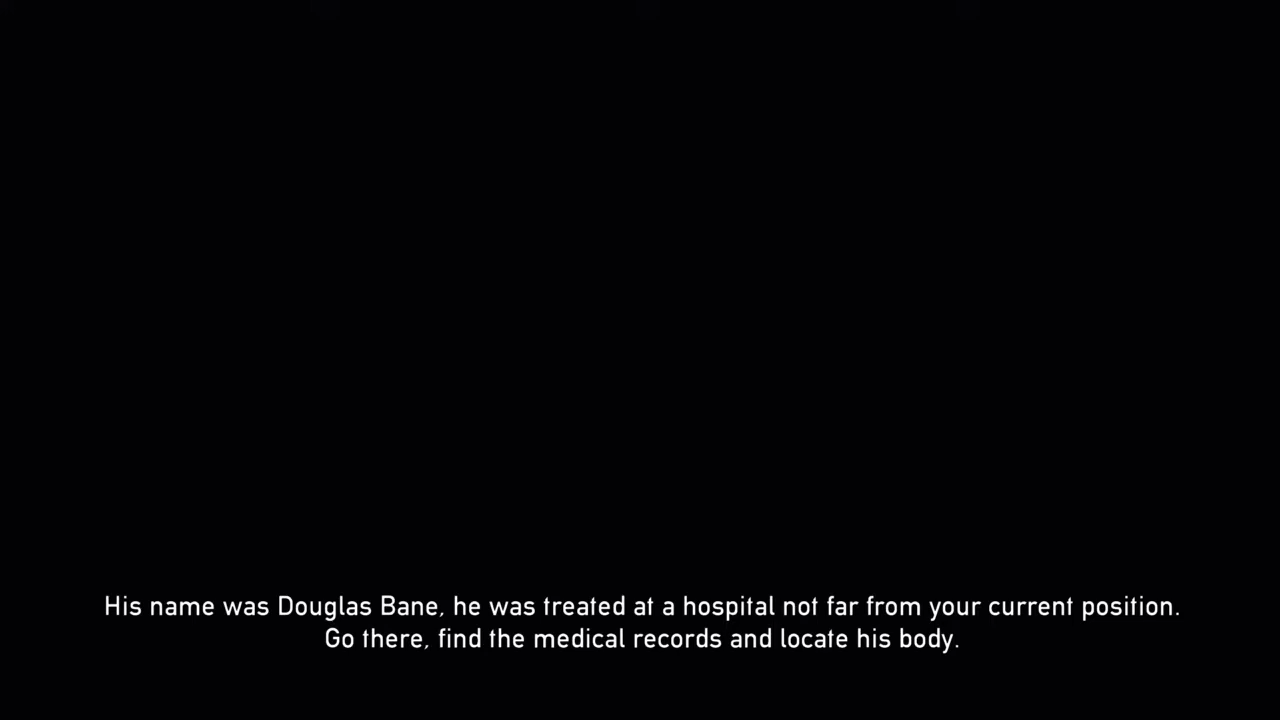 His name was Douglas Bane, he was treated at a hospital not far from your current position.
Go there, find the medical records and locate his body.